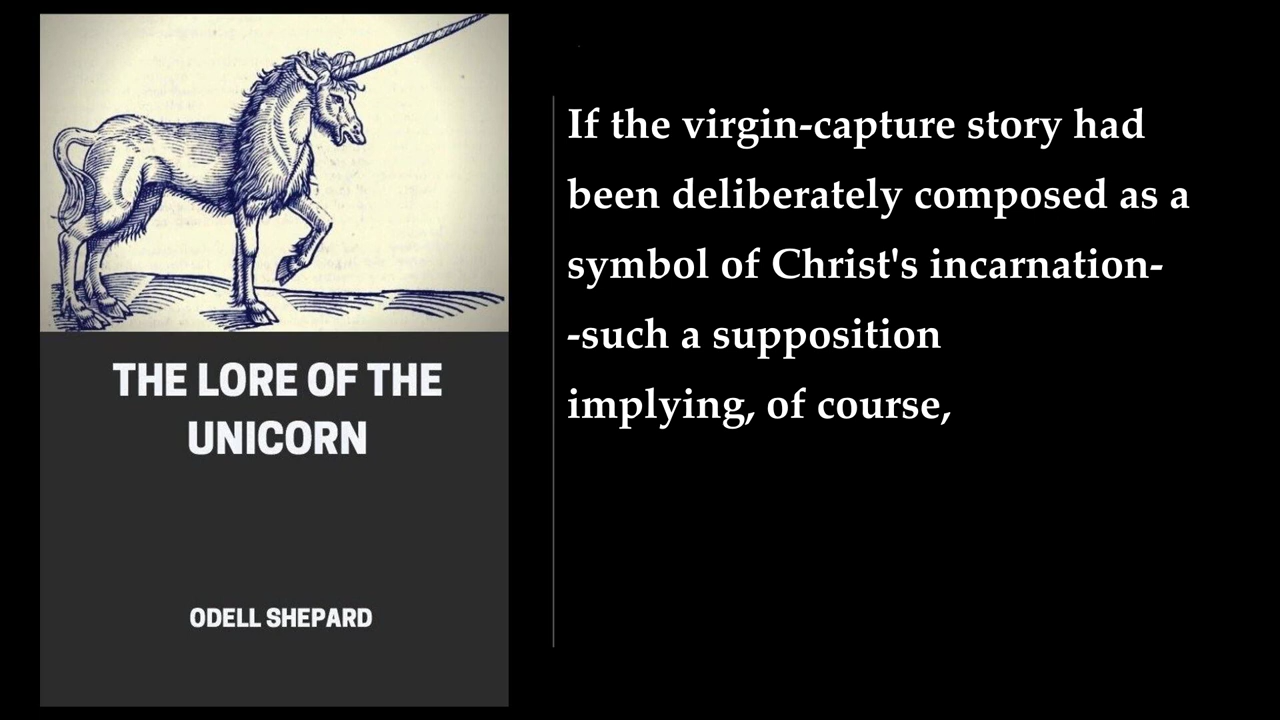 THE LORE OF THE
UNICORN
ODELL SHEPARD
If the virgin-capture story had
been deliberately composed as a
symbol of Christ's incarnation-
-such a supposition
implying, of course,